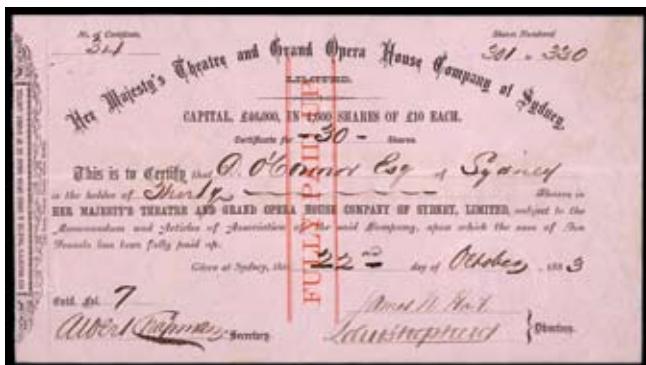 No. of Certificate,
Shares Numbered
301 - 330
Her Majesty's Theatre and Grand Opera House Company of Sydney,
LIMITED.
CAPITAL, £40,000, IN 4,000 SHARES OF £10 EACH.
Certificate for -30- Shares.
This is to Certify that D. O'Connor Esq of Sydney
is the holder of Thirty Shares in
HER MAJESTY'S THEATRE AND GRAND OPERA HOUSE COMPANY OF SYDNEY, LIMITED, subject to the
Memorandum and Articles of Association of the said Company, upon which the sum of Ten
Pounds has been fully paid up.
Given at Sydney, this 22nd day of October, 1883
FULLY PAID UP
Fol. 7
Albert Chapman Secretary.
James
Directors.